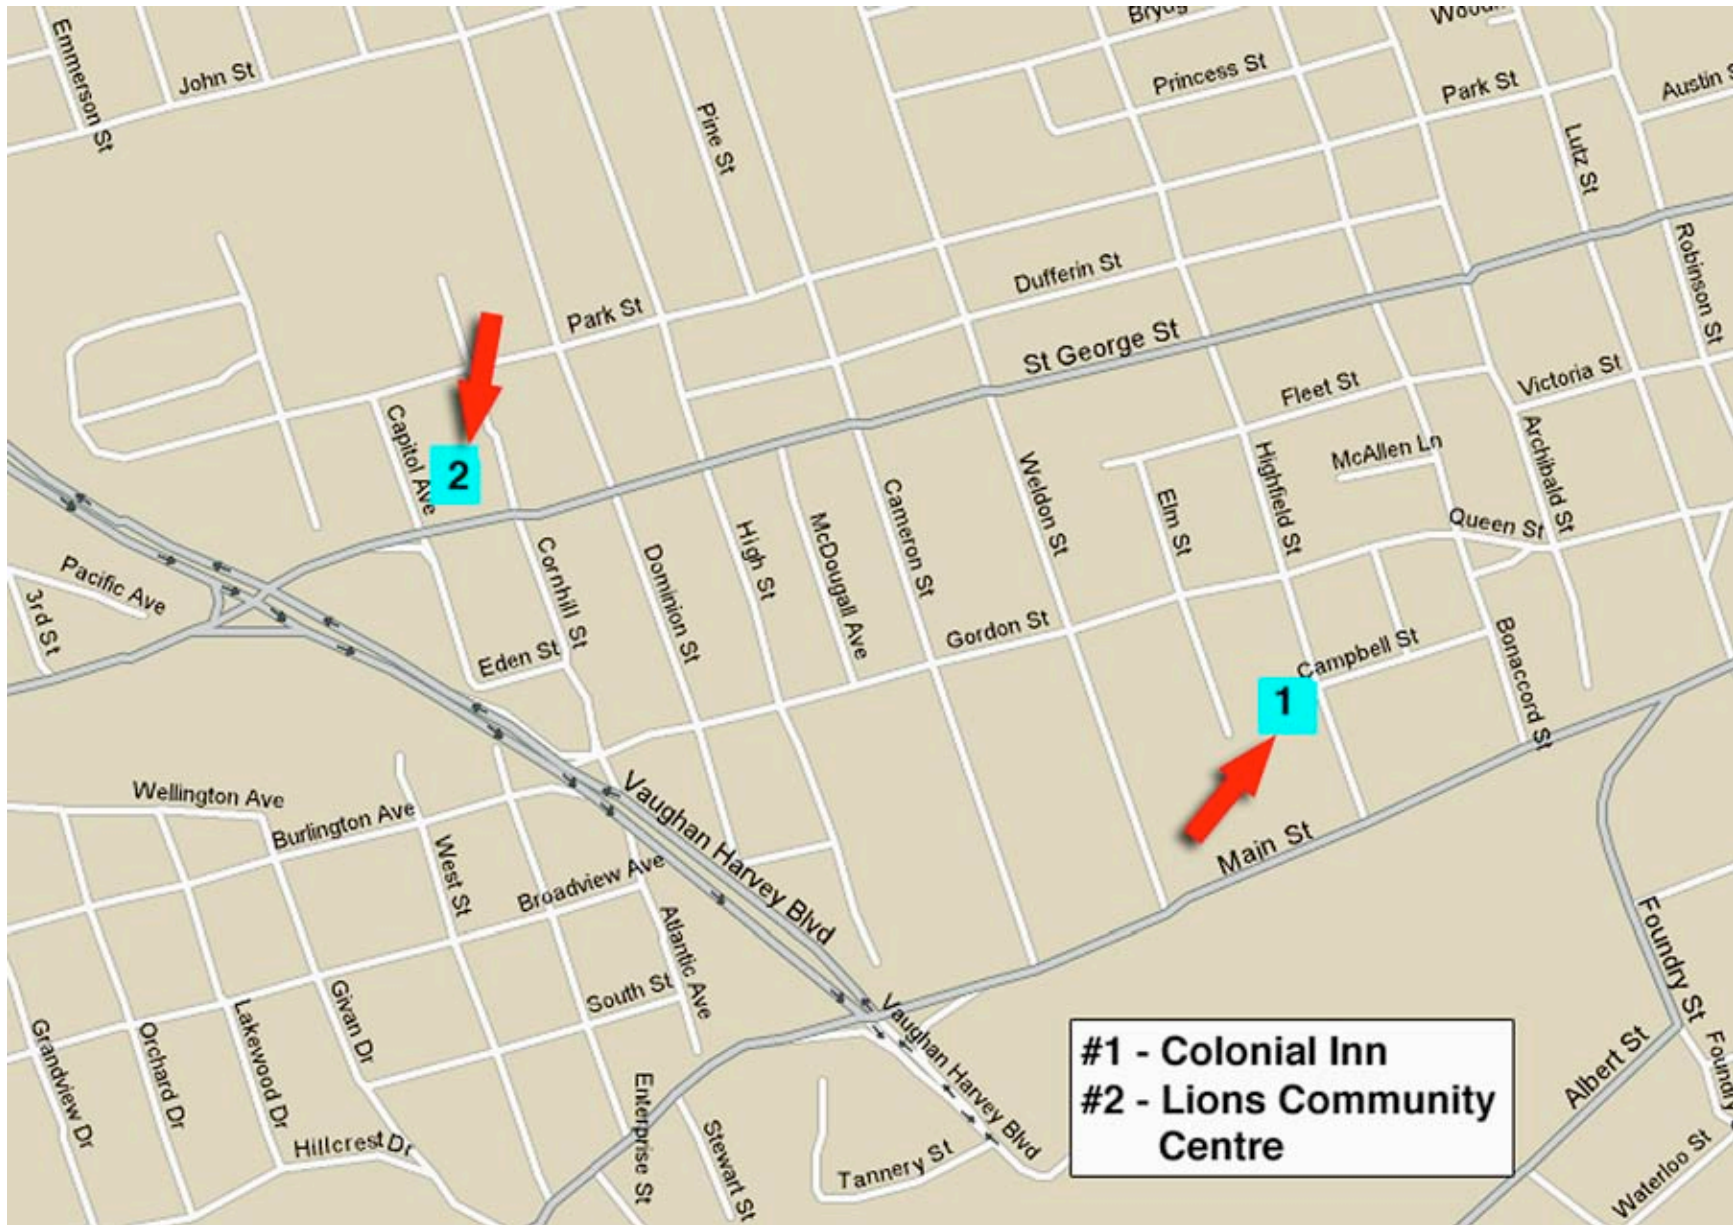 Brydg
Woodl
Emmerson St
John St
Princess St
Park St
Austin S
Pine St
Lutz St
Robinson St
Dufferin St
Park St
St George St
Fleet St
Victoria St
Capitol Ave
2
McAllen Ln
Archibald St
Highfield St
Weldon St
Cameron St
Elm St
Queen St
McDougall Ave
High St
Dominion St
Cornhill St
Pacific Ave
3rd St
Gordon St
Eden St
Campbell St
Bonaccord St
1
Wellington Ave
Burlington Ave
Vaughan Harvey Blvd
West St
Main St
Broadview Ave
Atlantic Ave
Foundry St
South St
Givan Dr
Lakewood Dr
Orchard Dr
Grandview Dr
Vaughan Harvey Blvd
#1 - Colonial Inn
#2 - Lions Community
Centre
Albert St
Foundry
Enterprise St
Stewart St
Hillcrest Dr
Tannery St
Waterloo St